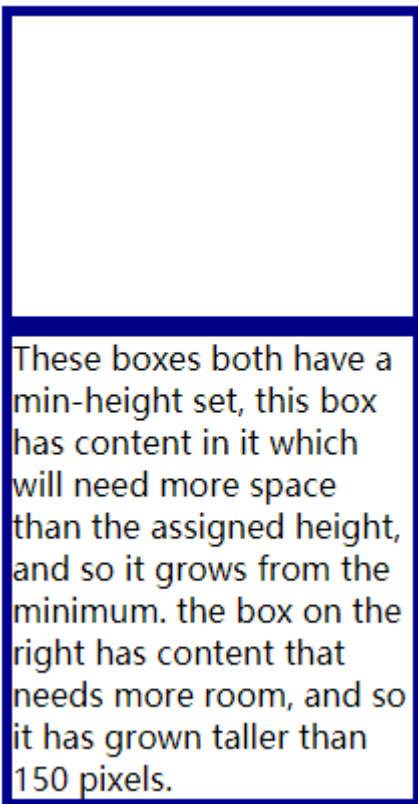 These boxes both have a
min-height set, this box
has content in it which
will need more space
than the assigned height,
and so it grows from the
minimum. the box on the
right has content that
needs more room, and so
it has grown taller than
150 pixels.